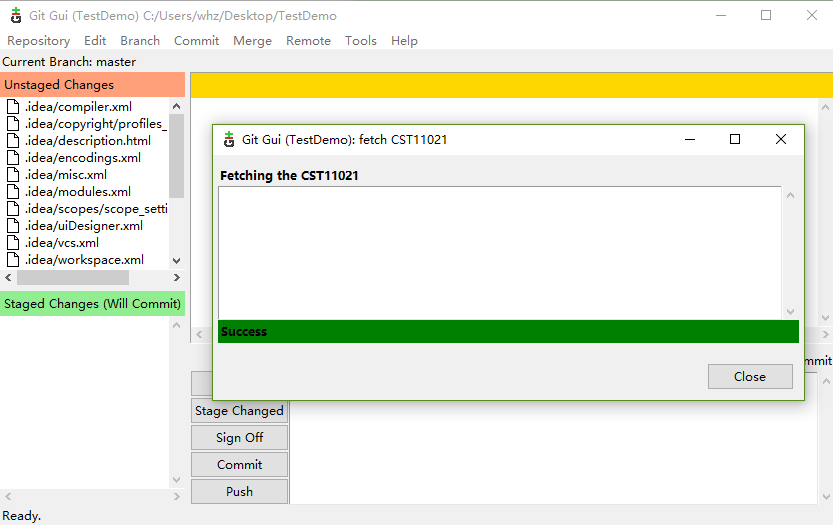 Git Gui (TestDemo) C:/Users/whz/Desktop/TestDemo
Repository Edit Branch Commit Merge Remote Tools Help
Current Branch: master
Unstaged Changes
.idea/compiler.xml
.idea/copyright/profiles_
.idea/description.html
.idea/encodings.xml
.idea/misc.xml
.idea/modules.xml
.idea/scopes/scope_setti
.idea/uiDesigner.xml
.idea/vcs.xml
.idea/workspace.xml
Staged Changes (Will Commit)
Git Gui (TestDemo): fetch CST11021
Fetching the CST11021
Success
Close
mmit
Stage Changed
Sign Off
Commit
Push
Ready.